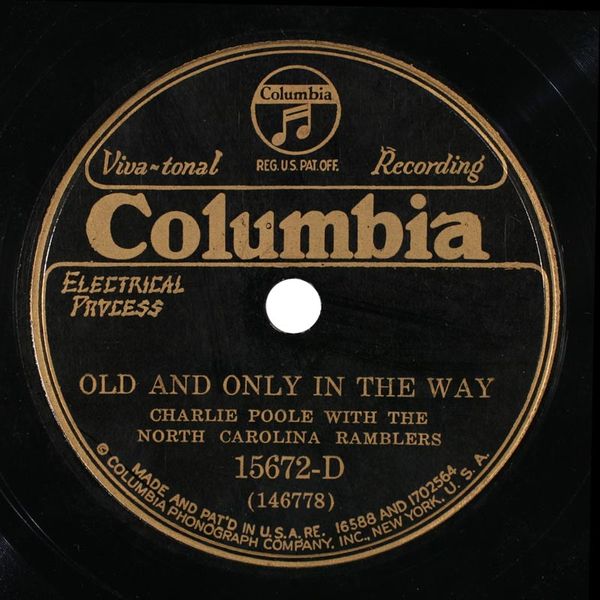 Columbia
REG. U.S. PAT. OFF.
Viva~tonal Recording
Columbia
ELECTRICAL
PROCESS
OLD AND ONLY IN THE WAY
CHARLIE POOLE WITH THE
NORTH CAROLINA RAMBLERS
15672-D
(146778)
MADE AND PAT'D IN U.S.A. RE. 16588 AND 1702564
© COLUMBIA PHONOGRAPH COMPANY, INC., NEW YORK, U. S. A.